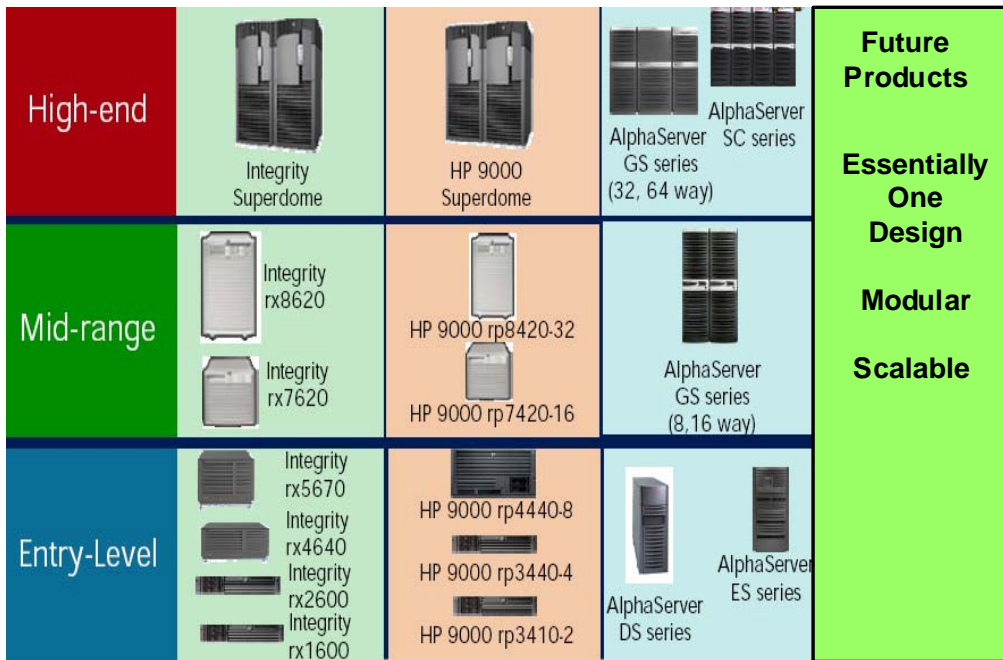 High-end
Integrity
Superdome
HP 9000
Superdome
AlphaServer
GS series
(32, 64 way)
AlphaServer
SC series
Mid-range
Integrity
rx8620
Integrity
rx7620
HP 9000 rp8420-32
HP 9000 rp7420-16
AlphaServer
GS series
(8,16 way)
Entry-Level
Integrity
rx5670
Integrity
rx4640
Integrity
rx2600
Integrity
rx1600
HP 9000 rp4440-8
HP 9000 rp3440-4
HP 9000 rp3410-2
AlphaServer
DS series
AlphaServer
ES series
Future
Products
Essentially
One
Design
Modular
Scalable